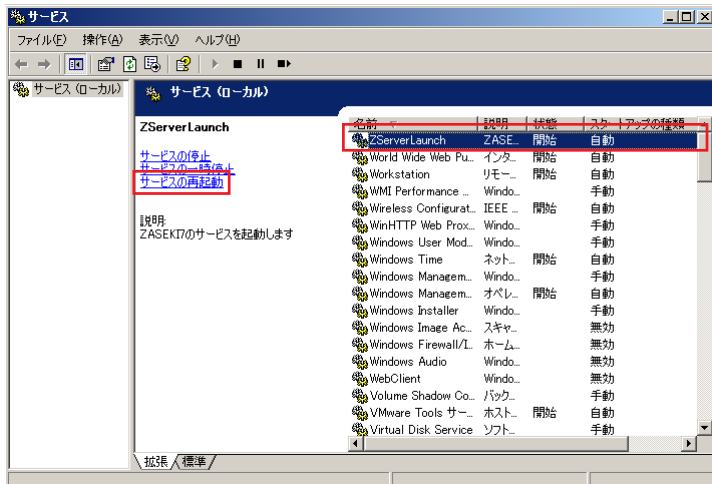 サービス
ファイル(F) 操作(A) 表示(V) ヘルプ(H)
サービス (ローカル)
サービス (ローカル)
ZServerLaunch
サービスの停止
サービスの一時停止
サービスの再起動
説明:
ZASEKI7のサービスを起動します
名前 説明 状態 スタートアップの種類
ZServerLaunch ZASE... 開始 自動
World Wide Web Pu... インタ... 開始 自動
Workstation リモー... 開始 自動
WMI Performance ... Windo... 手動
Wireless Configurat... IEEE ... 開始 自動
WinHTTP Web Prox... Windo... 手動
Windows User Mod... Windo... 手動
Windows Time ネット... 開始 自動
Windows Managem... Windo... 手動
Windows Managem... オペレ... 開始 自動
Windows Installer Windo... 手動
Windows Image Ac... スキャ... 無効
Windows Firewall/I... ホーム... 無効
Windows Audio Windo... 無効
WebClient Windo... 無効
Volume Shadow Co... バック... 手動
VMware Tools サー... ホスト... 開始 自動
Virtual Disk Service ソフト... 手動
拡張 標準